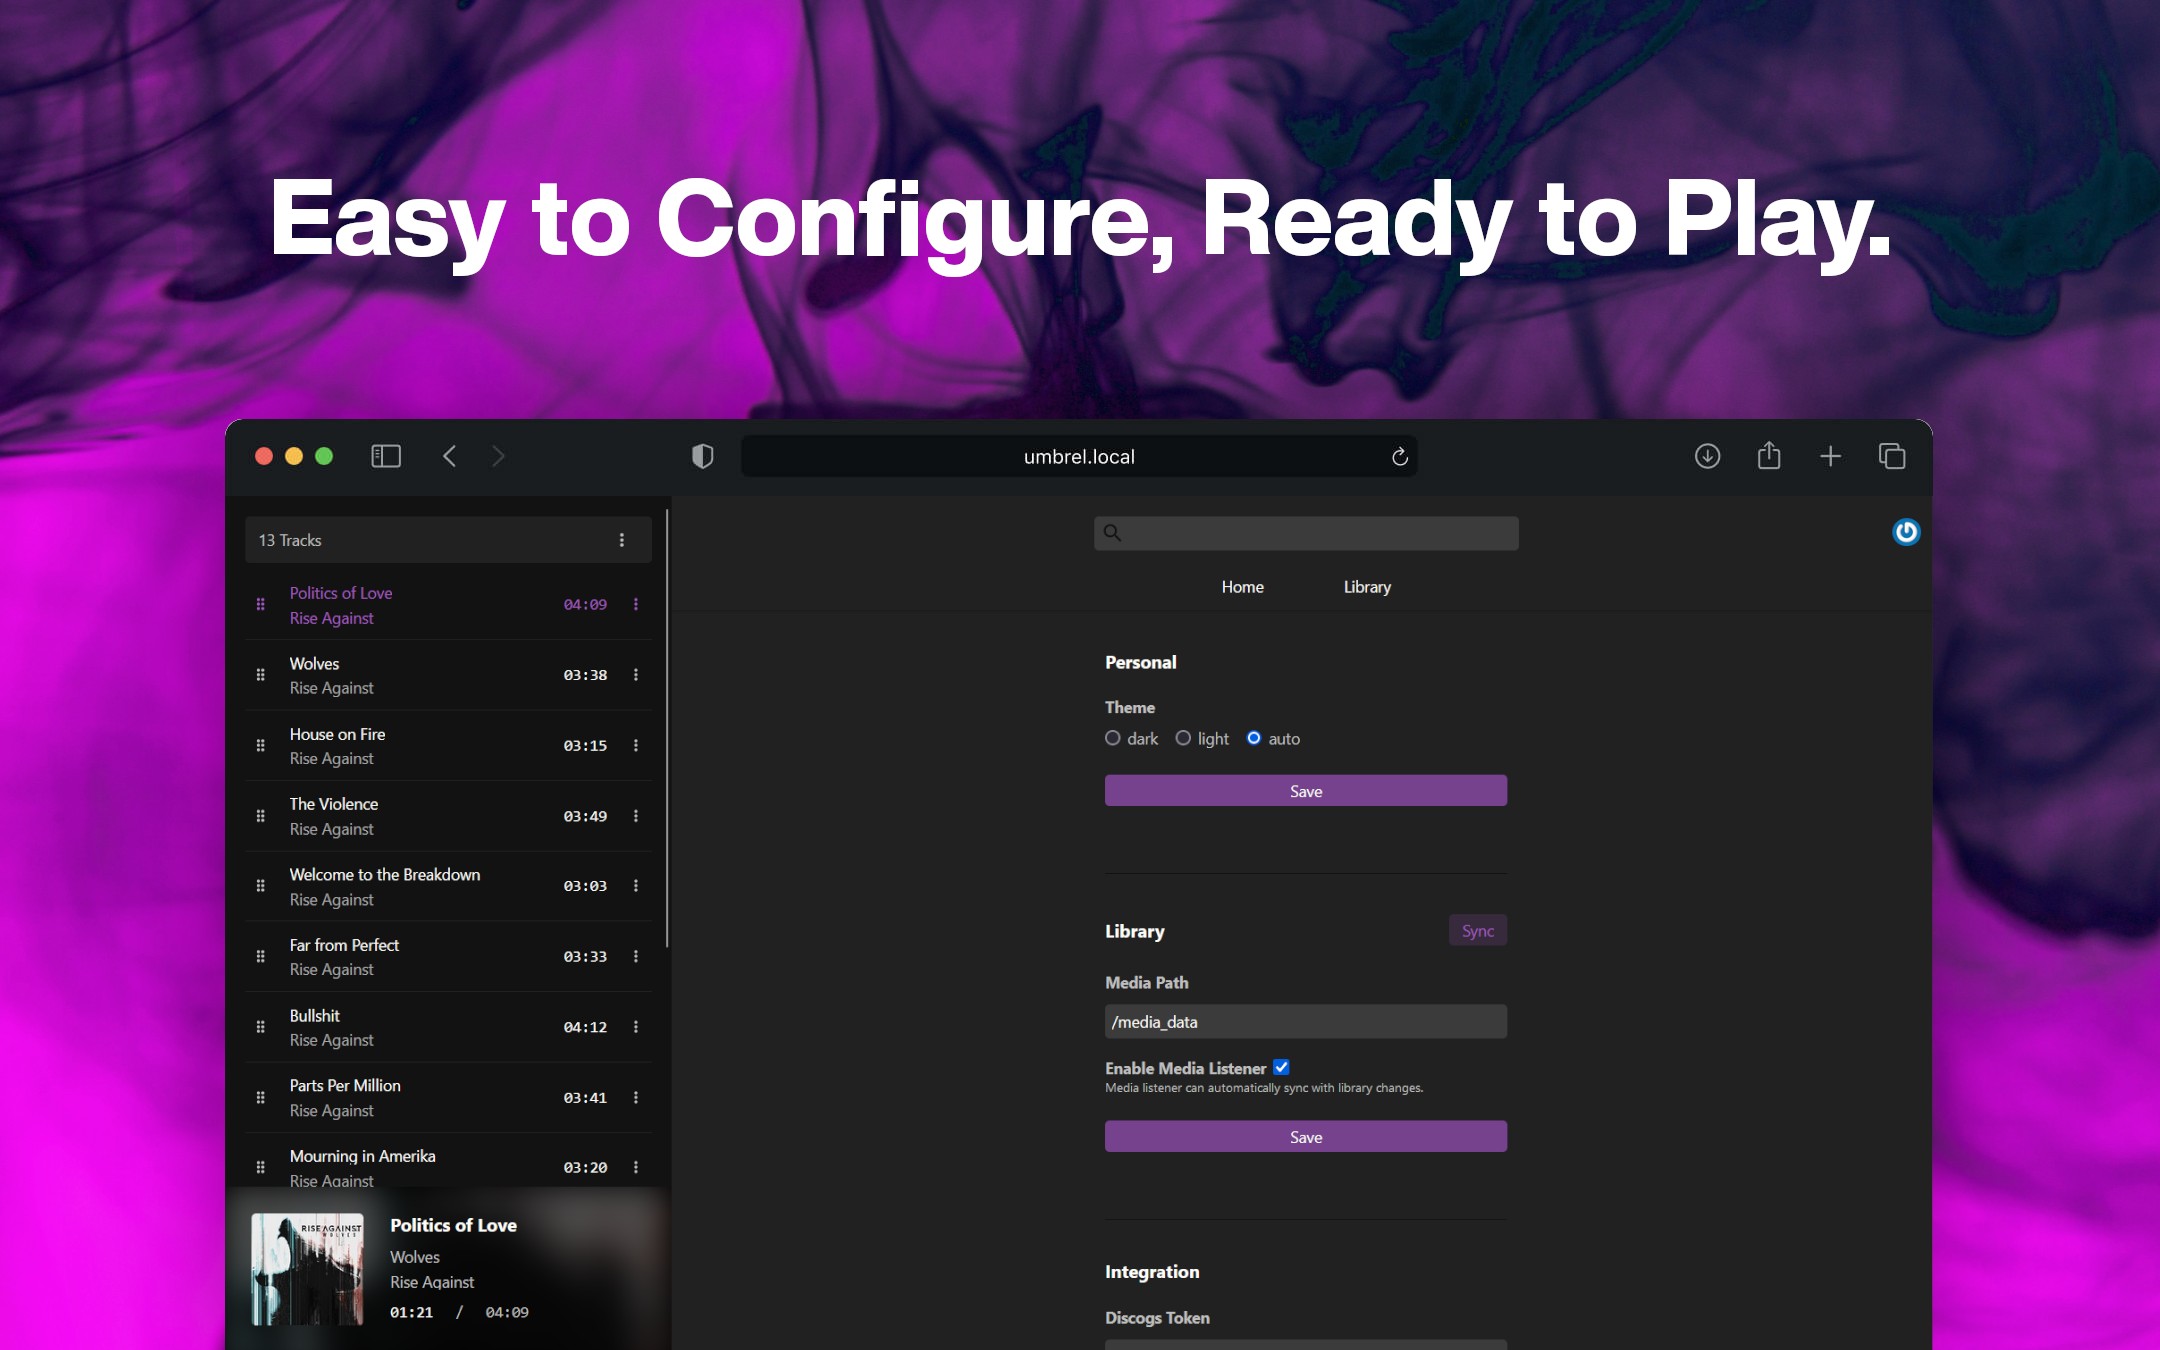 Easy to Configure, Ready to Play.
umbrel.local
13 Tracks
Politics of Love
Rise Against
04:09
Wolves
Rise Against
03:38
House on Fire
Rise Against
03:15
The Violence
Rise Against
03:49
Welcome to the Breakdown
Rise Against
03:03
Far from Perfect
Rise Against
03:33
Bullshit
Rise Against
04:12
Parts Per Million
Rise Against
03:41
Mourning in Amerika
Rise Against
03:20
RISE AGAINST
WOLVES
Politics of Love
Wolves
Rise Against
01:21 / 04:09
Home Library
Personal
Theme
dark light auto
Save
Library Sync
Media Path
/media_data
Enable Media Listener
Media listener can automatically sync with library changes.
Save
Integration
Discogs Token